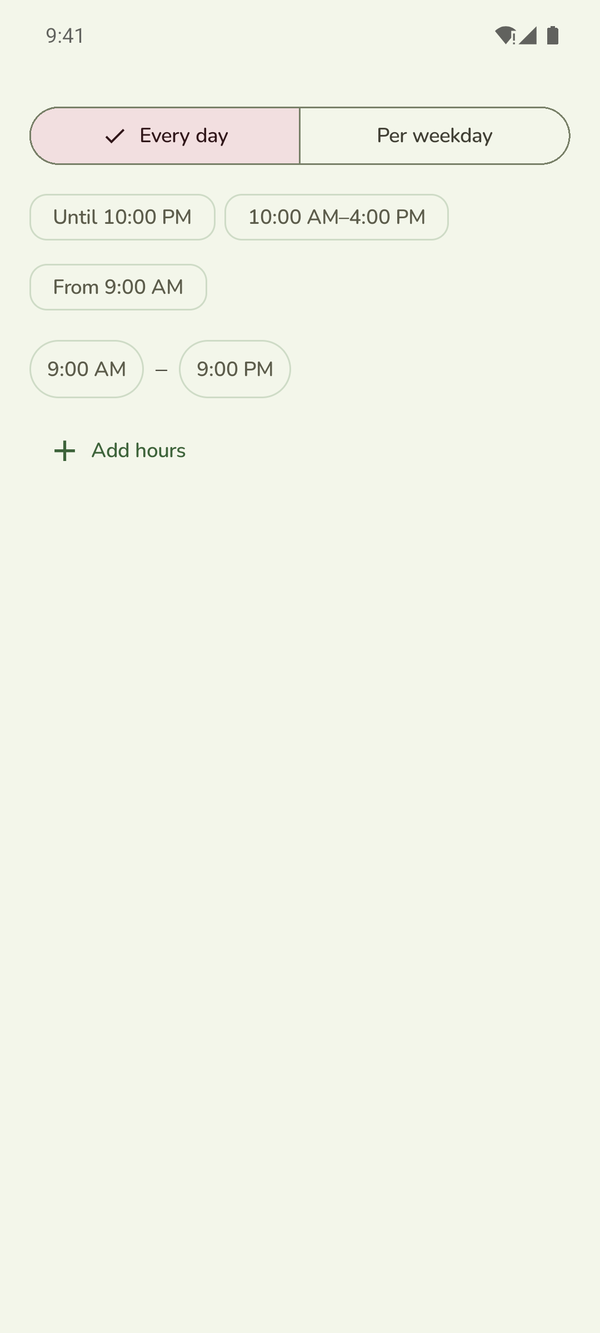 9:41
Every day
Per weekday
Until 10:00 PM
10:00 AM–4:00 PM
From 9:00 AM
9:00 AM – 9:00 PM
Add hours